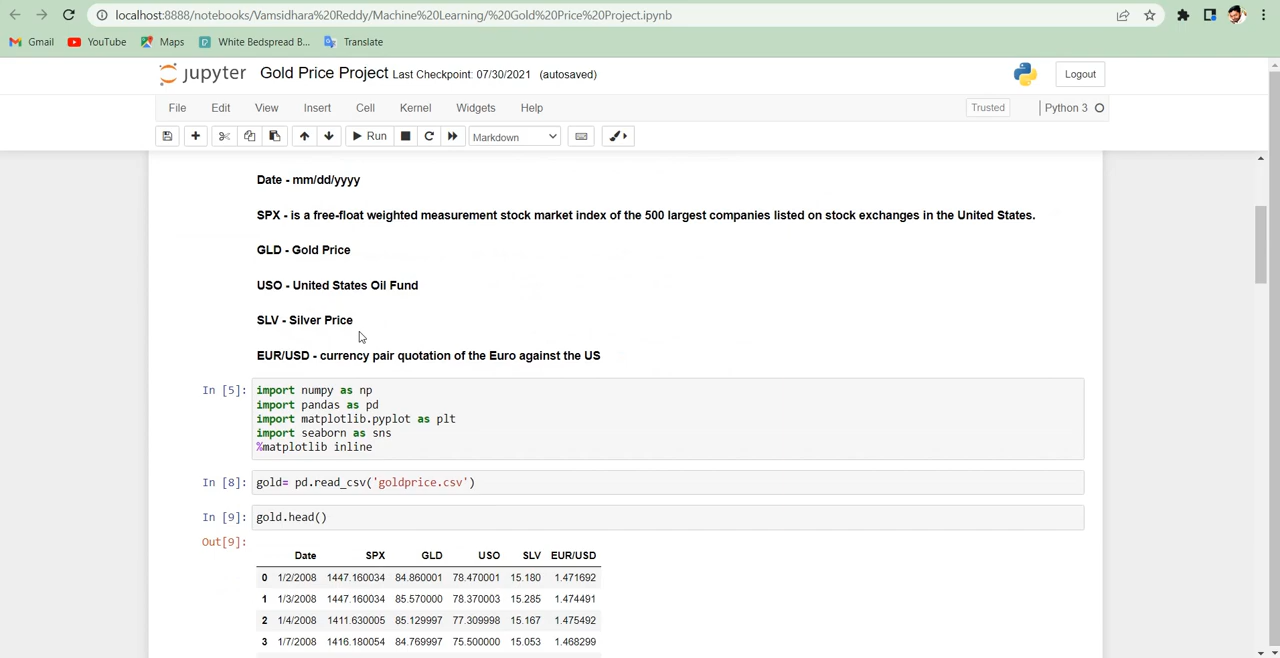 localhost:8888/notebooks/Vamsidhara%20Reddy/Machine%20Learning/%20Gold%20Price%20Project.ipynb
Gmail YouTube Maps White Bedspread B... Translate
jupyter Gold Price Project Last Checkpoint: 07/30/2021 (autosaved) Logout
File Edit View Insert Cell Kernel Widgets Help Trusted Python 3
Run Markdown
Date - mm/dd/yyyy
SPX - is a free-float weighted measurement stock market index of the 500 largest companies listed on stock exchanges in the United States.
GLD - Gold Price
USO - United States Oil Fund
SLV - Silver Price
EUR/USD - currency pair quotation of the Euro against the US
In [5]: import numpy as np
import pandas as pd
import matplotlib.pyplot as plt
import seaborn as sns
%matplotlib inline
In [8]: gold= pd.read_csv('goldprice.csv')
In [9]: gold.head()
Out[9]:
Date SPX GLD USO SLV EUR/USD
0 1/2/2008 1447.160034 84.860001 78.470001 15.180 1.471692
1 1/3/2008 1447.160034 85.570000 78.370003 15.285 1.474491
2 1/4/2008 1411.630005 85.129997 77.309998 15.167 1.475492
3 1/7/2008 1416.180054 84.769997 75.500000 15.053 1.468299